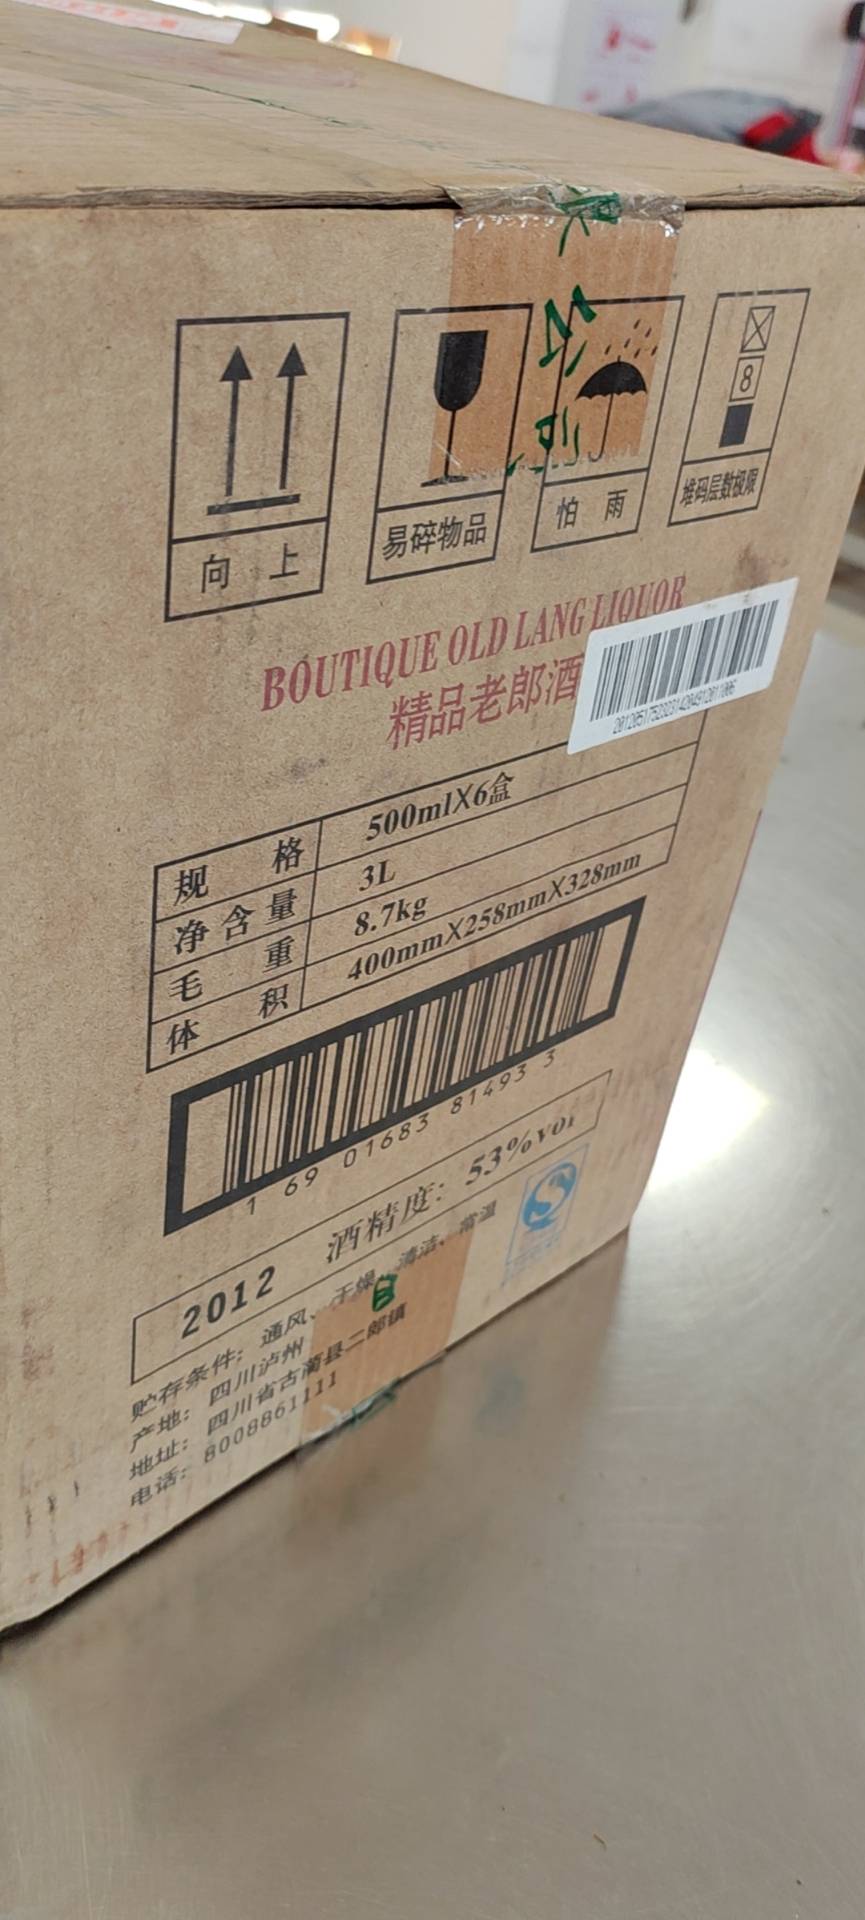 向 上
易碎物品
怕 雨
8
堆码层数极限
BOUTIQUE OLD LANG LIQUOR
精品老郎酒
规 格 500mlX6盒
净含量 3L
毛 重 8.7kg
体 积 400mmX258mmX328mm
1 69 01683 81493 3
2012 酒精度: 53%vol
贮存条件: 通风、干燥、清洁、常温
产地: 四川泸州
地址: 四川省古蔺县二郎镇
电话: 8008861111